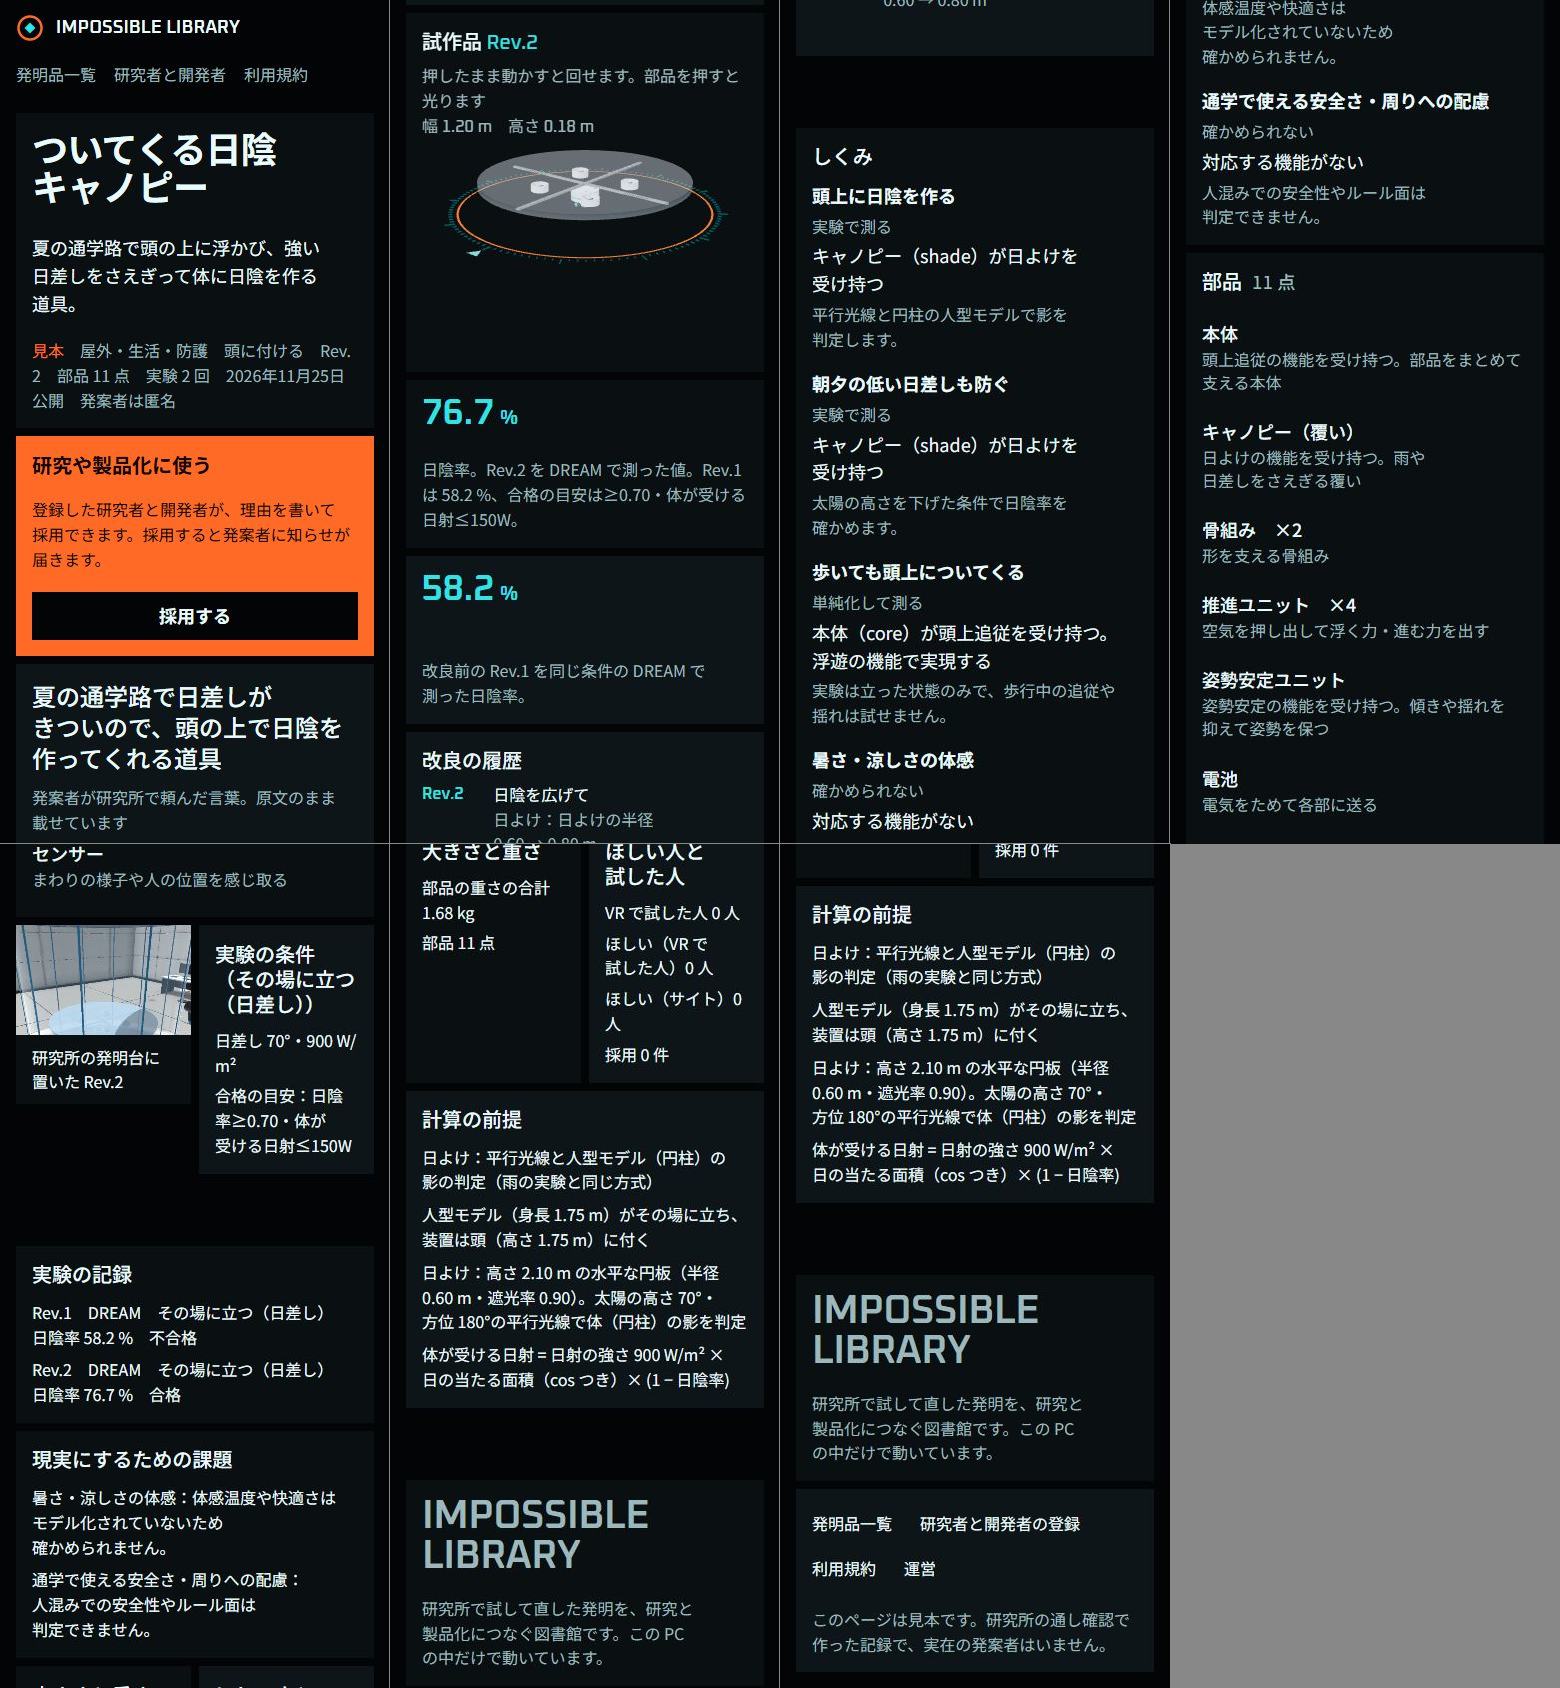 IMPOSSIBLE LIBRARY
発明品一覧 研究者と開発者 利用規約
ついてくる日陰
キャノピー
夏の通学路で頭の上に浮かび、強い
日差しをさえぎって体に日陰を作る
道具。
見本 屋外・生活・防護 頭に付ける Rev.
2 部品 11 点 実験 2 回 2026年11月25日
公開 発案者は匿名
研究や製品化に使う
登録した研究者と開発者が、理由を書いて
採用できます。採用すると発案者に知らせが
届きます。
採用する
夏の通学路で日差しが
きついので、頭の上で日陰を
作ってくれる道具
発案者が研究所で頼んだ言葉。原文のまま
載せています
試作品 Rev.2
押したまま動かすと回せます。部品を押すと
光ります
幅 1.20 m 高さ 0.18 m
76.7 %
日陰率。Rev.2 を DREAM で測った値。Rev.1
は 58.2 %、合格の目安は≥0.70・体が受ける
日射≤150W。
58.2 %
改良前の Rev.1 を同じ条件の DREAM で
測った日陰率。
改良の履歴
Rev.2 日陰を広げて
日よけ：日よけの半径
0.60 → 0.80 m
0.60 → 0.80 m
しくみ
頭上に日陰を作る
実験で測る
キャノピー（shade）が日よけを
受け持つ
平行光線と円柱の人型モデルで影を
判定します。
朝夕の低い日差しも防ぐ
実験で測る
キャノピー（shade）が日よけを
受け持つ
太陽の高さを下げた条件で日陰率を
確かめます。
歩いても頭上についてくる
単純化して測る
本体（core）が頭上追従を受け持つ。
浮遊の機能で実現する
実験は立った状態のみで、歩行中の追従や
揺れは試せません。
暑さ・涼しさの体感
確かめられない
対応する機能がない
体感温度や快適さは
モデル化されていないため
確かめられません。
通学で使える安全さ・周りへの配慮
確かめられない
対応する機能がない
人混みでの安全性やルール面は
判定できません。
部品 11 点
本体
頭上追従の機能を受け持つ。部品をまとめて
支える本体
キャノピー（覆い）
日よけの機能を受け持つ。雨や
日差しをさえぎる覆い
骨組み ×2
形を支える骨組み
推進ユニット ×4
空気を押し出して浮く力・進む力を出す
姿勢安定ユニット
姿勢安定の機能を受け持つ。傾きや揺れを
抑えて姿勢を保つ
電池
電気をためて各部に送る
センサー
まわりの様子や人の位置を感じ取る
研究所の発明台に
置いた Rev.2
実験の条件
（その場に立つ
（日差し））
日差し 70°・900 W/
m²
合格の目安：日陰
率≥0.70・体が
受ける日射≤150W
実験の記録
Rev.1 DREAM その場に立つ（日差し）
日陰率 58.2 % 不合格
Rev.2 DREAM その場に立つ（日差し）
日陰率 76.7 % 合格
現実にするための課題
暑さ・涼しさの体感：体感温度や快適さは
モデル化されていないため
確かめられません。
通学で使える安全さ・周りへの配慮：
人混みでの安全性やルール面は
判定できません。
大きさと重さ
部品の重さの合計
1.68 kg
部品 11 点
ほしい人と
試した人
VR で試した人 0 人
ほしい（VR で
試した人）0 人
ほしい（サイト）0
人
採用 0 件
計算の前提
日よけ：平行光線と人型モデル（円柱）の
影の判定（雨の実験と同じ方式）
人型モデル（身長 1.75 m）がその場に立ち、
装置は頭（高さ 1.75 m）に付く
日よけ：高さ 2.10 m の水平な円板（半径
0.60 m・遮光率 0.90）。太陽の高さ 70°・
方位 180°の平行光線で体（円柱）の影を判定
体が受ける日射 = 日射の強さ 900 W/m² ×
日の当たる面積（cos つき）× (1 − 日陰率)
IMPOSSIBLE
LIBRARY
研究所で試して直した発明を、研究と
製品化につなぐ図書館です。この PC
の中だけで動いています。
採用 0 件
計算の前提
日よけ：平行光線と人型モデル（円柱）の
影の判定（雨の実験と同じ方式）
人型モデル（身長 1.75 m）がその場に立ち、
装置は頭（高さ 1.75 m）に付く
日よけ：高さ 2.10 m の水平な円板（半径
0.60 m・遮光率 0.90）。太陽の高さ 70°・
方位 180°の平行光線で体（円柱）の影を判定
体が受ける日射 = 日射の強さ 900 W/m² ×
日の当たる面積（cos つき）× (1 − 日陰率)
IMPOSSIBLE
LIBRARY
研究所で試して直した発明を、研究と
製品化につなぐ図書館です。この PC
の中だけで動いています。
発明品一覧 研究者と開発者の登録
利用規約 運営
このページは見本です。研究所の通し確認で
作った記録で、実在の発案者はいません。